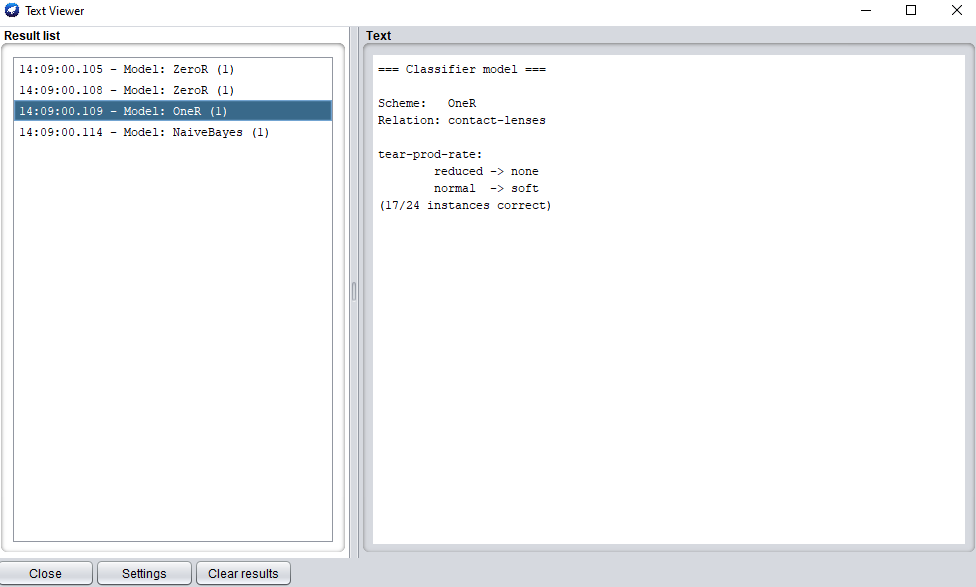 Text Viewer
Result list
14:09:00.105 - Model: ZeroR (1)
14:09:00.108 - Model: ZeroR (1)
14:09:00.109 - Model: OneR (1)
14:09:00.114 - Model: NaiveBayes (1)
Text
=== Classifier model ===
Scheme:   OneR
Relation: contact-lenses
tear-prod-rate:
        reduced -> none
        normal  -> soft
(17/24 instances correct)
Close
Settings
Clear results